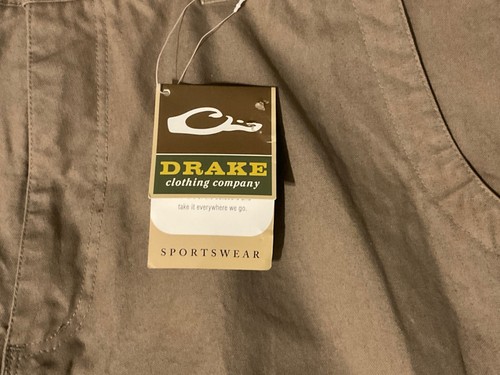 DRAKE
clothing company
take it everywhere we go.
SPORTSWEAR